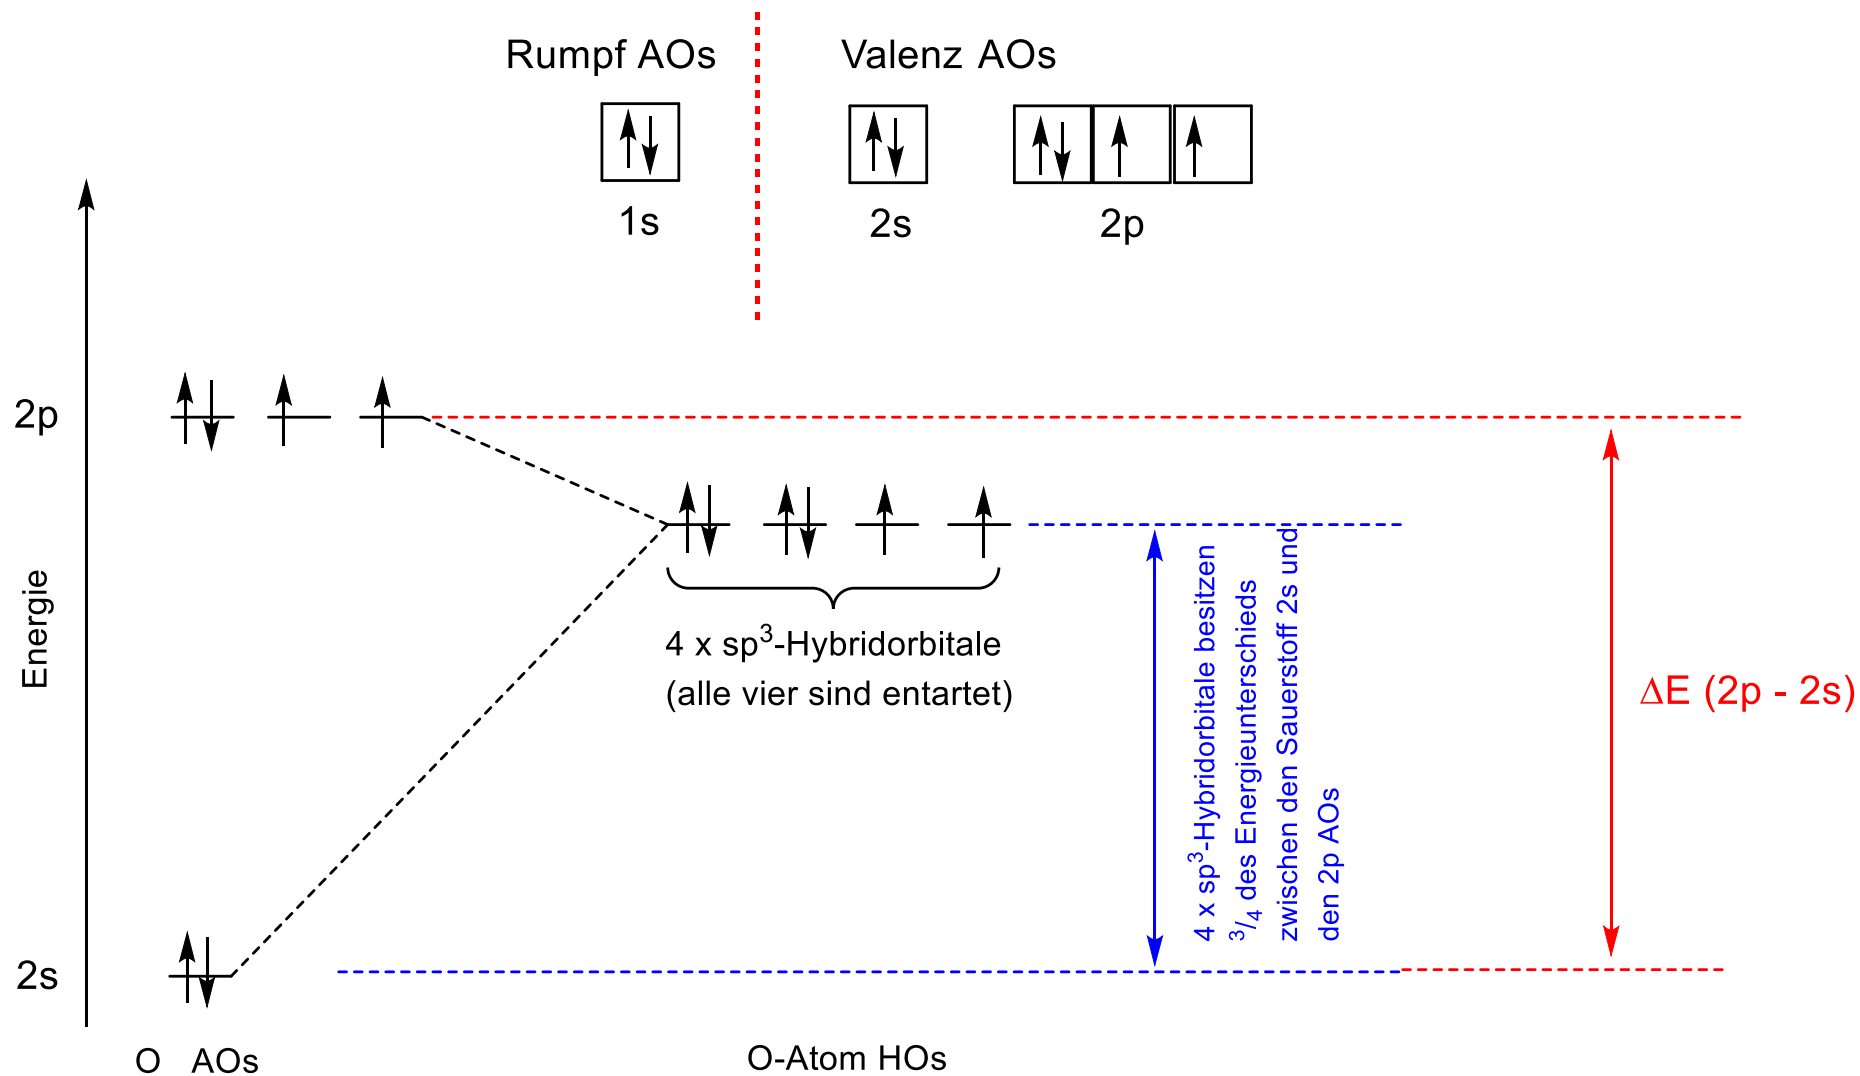 Rumpf AOs
Valenz AOs
1s
2s
2p
2p
Energie
4 x sp³-Hybridorbitale
(alle vier sind entartet)
4 x sp³-Hybridorbitale besitzen
³/₄ des Energieunterschieds
zwischen den Sauerstoff 2s und
den 2p AOs
ΔE (2p - 2s)
2s
O AOs
O-Atom HOs